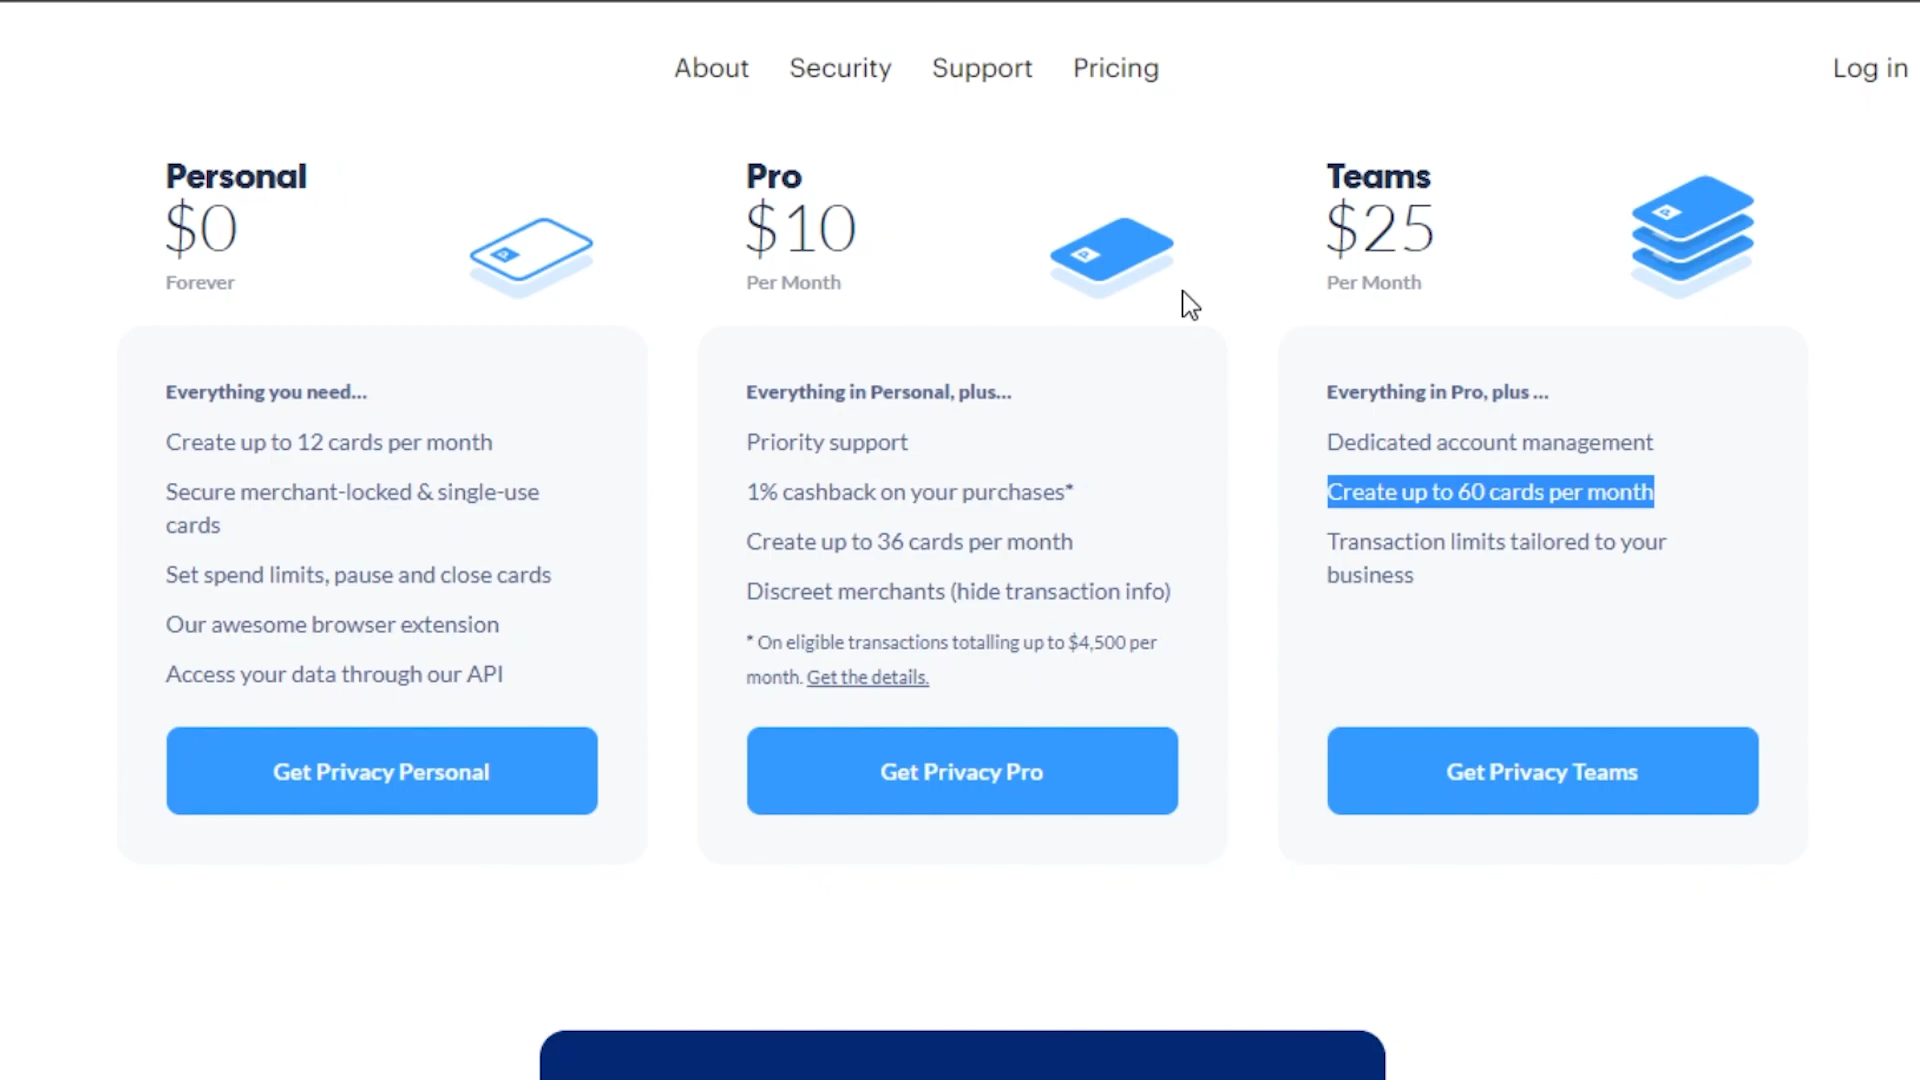 About Security Support Pricing
Log in
Personal
$0
Forever
Everything you need...
Create up to 12 cards per month
Secure merchant-locked & single-use
cards
Set spend limits, pause and close cards
Our awesome browser extension
Access your data through our API
Get Privacy Personal
Pro
$10
Per Month
Everything in Personal, plus...
Priority support
1% cashback on your purchases*
Create up to 36 cards per month
Discreet merchants (hide transaction info)
* On eligible transactions totalling up to $4,500 per
month. Get the details.
Get Privacy Pro
Teams
$25
Per Month
Everything in Pro, plus ...
Dedicated account management
Create up to 60 cards per month
Transaction limits tailored to your
business
Get Privacy Teams